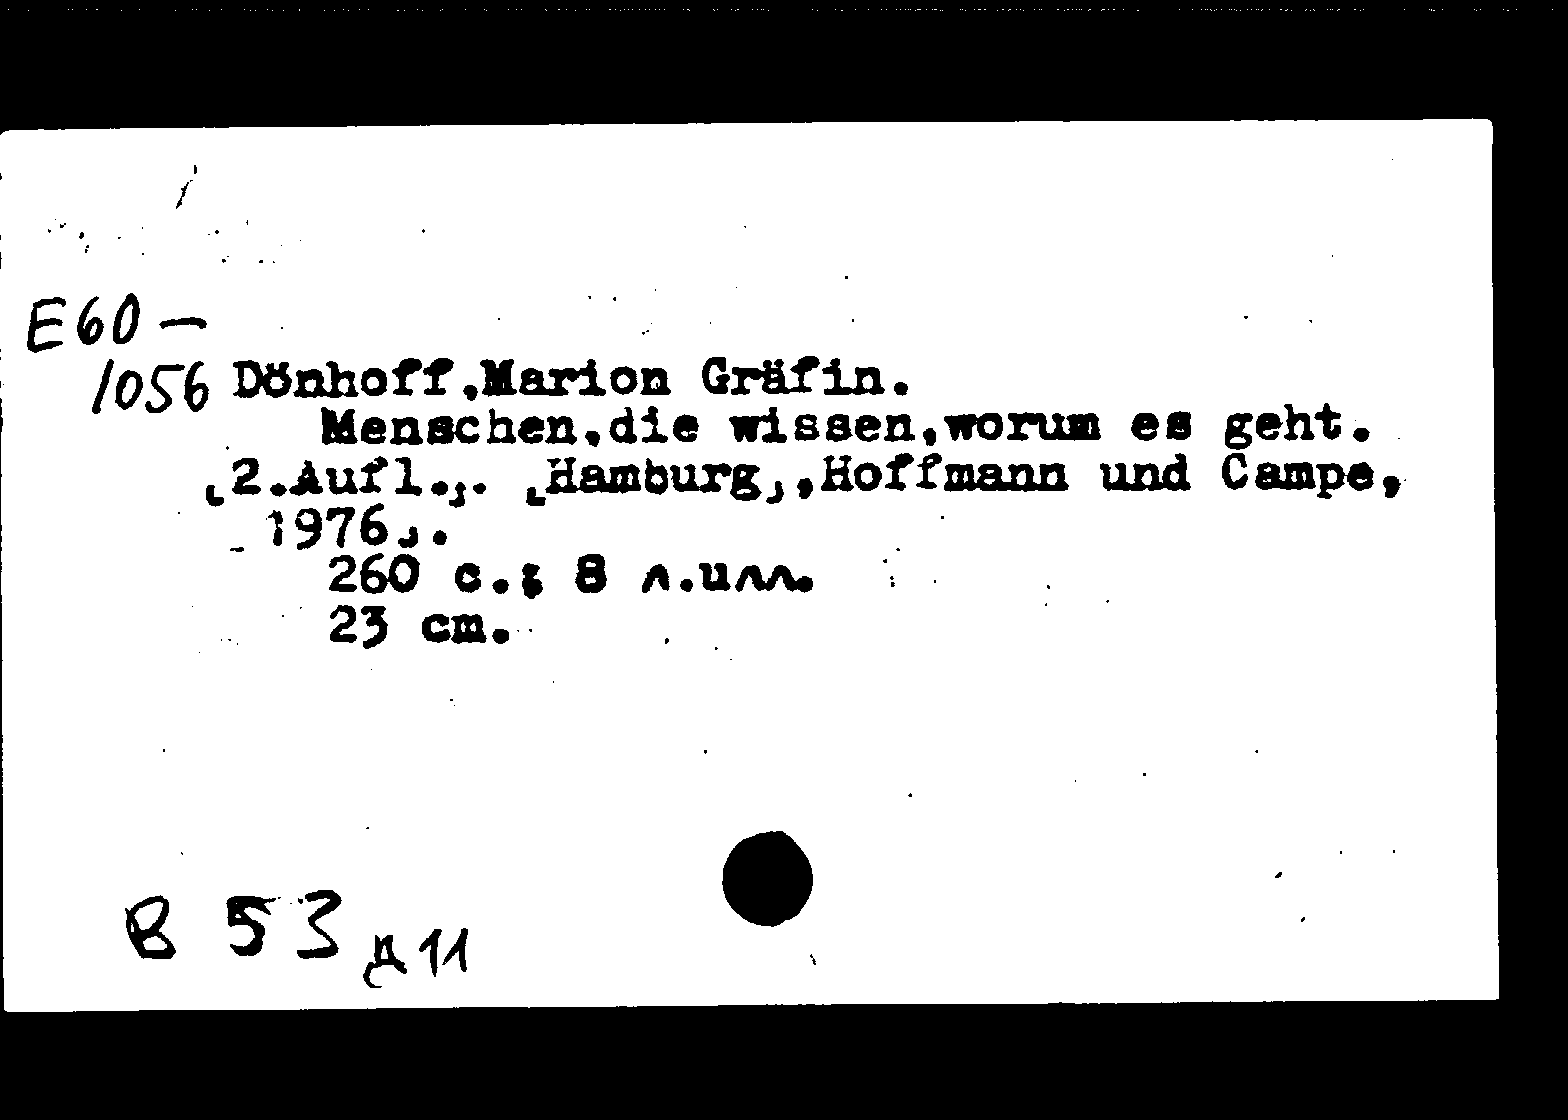 E60-
1056 Dönhoff,Marion Gräfin.
Menschen,die wissen,worum es geht.
[2.Aufl.]. [Hamburg],Hoffmann und Campe,
[1976].
260 с.; 8 л.илл.
23 cm.
B 53 д11